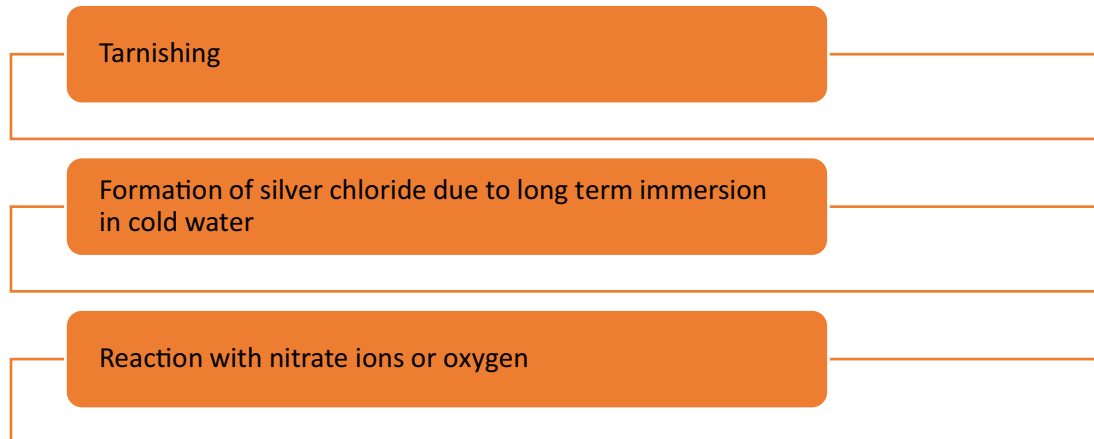 Tarnishing
Formation of silver chloride due to long term immersion
in cold water
Reaction with nitrate ions or oxygen